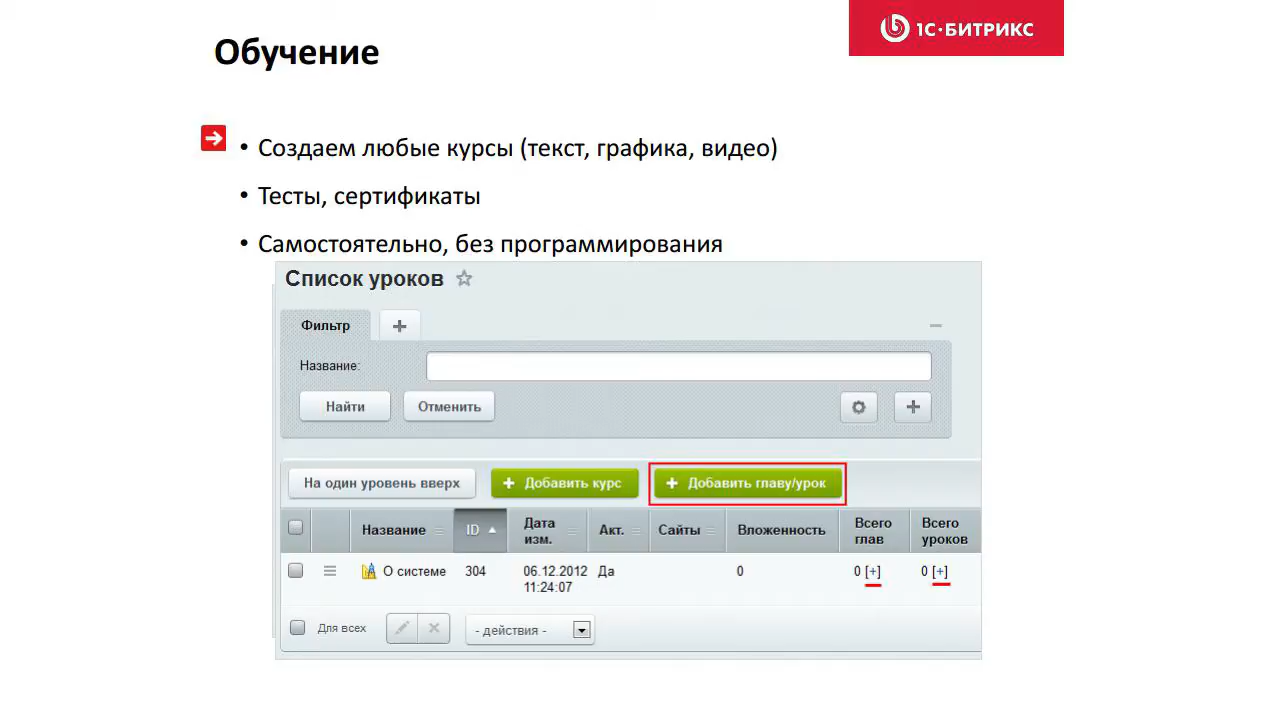 Обучение
1С·БИТРИКС
• Создаем любые курсы (текст, графика, видео)
• Тесты, сертификаты
• Самостоятельно, без программирования
Список уроков
Фильтр
Название:
Найти Отменить
На один уровень вверх + Добавить курс + Добавить главу/урок
Название ID Дата изм. Акт. Сайты Вложенность Всего глав Всего уроков
О системе 304 06.12.2012 11:24:07 Да 0 0 [+] 0 [+]
Для всех - действия -